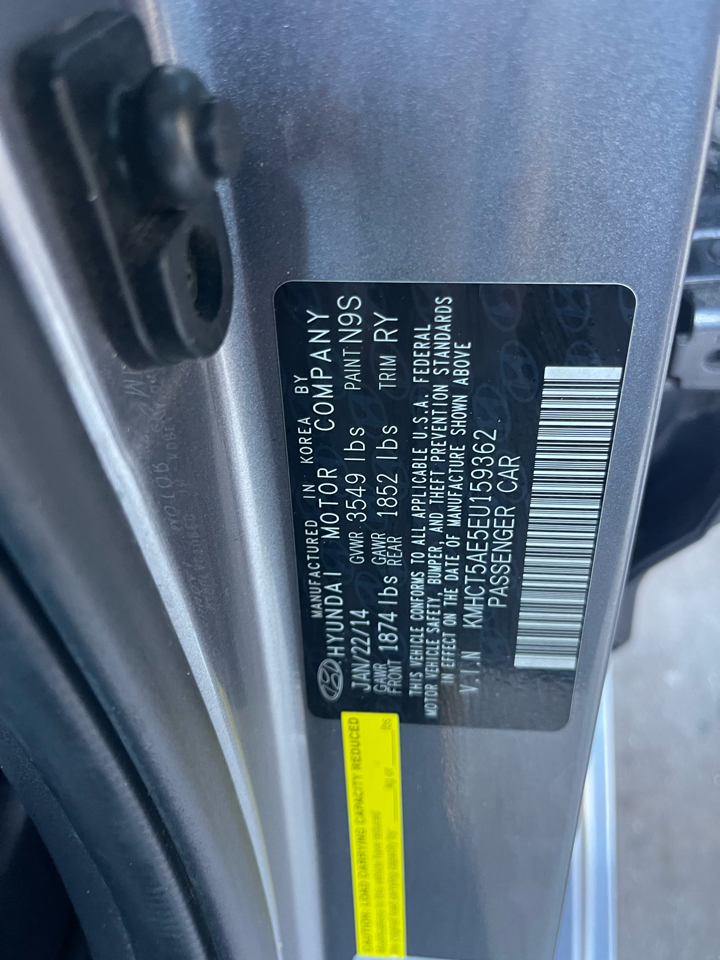 MANUFACTURED IN KOREA BY
HYUNDAI MOTOR COMPANY
JAN/22/14 GVWR 3549 lbs PAINT N9S
GAWR FRONT 1874 lbs GAWR REAR 1852 lbs TRIM RY
THIS VEHICLE CONFORMS TO ALL APPLICABLE U.S.A. FEDERAL
MOTOR VEHICLE SAFETY, BUMPER, AND THEFT PREVENTION STANDARDS
IN EFFECT ON THE DATE OF MANUFACTURE SHOWN ABOVE
V.I.N KMHCT5AE5EU159362
PASSENGER CAR
CAUTION: LOAD CARRYING CAPACITY REDUCED
lbs